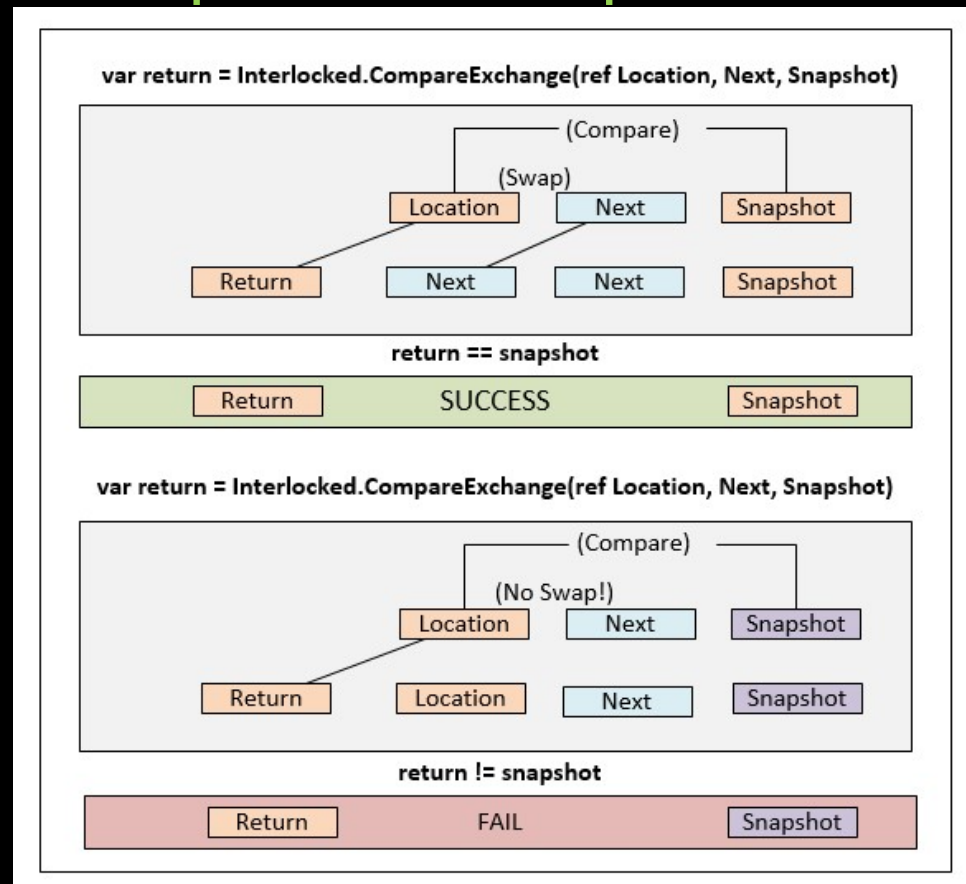 var return = Interlocked.CompareExchange(ref Location, Next, Snapshot)
(Compare)
(Swap)
Location Next Snapshot
Return Next Next Snapshot
return == snapshot
Return SUCCESS Snapshot
var return = Interlocked.CompareExchange(ref Location, Next, Snapshot)
(Compare)
(No Swap!)
Location Next Snapshot
Return Location Next Snapshot
return != snapshot
Return FAIL Snapshot